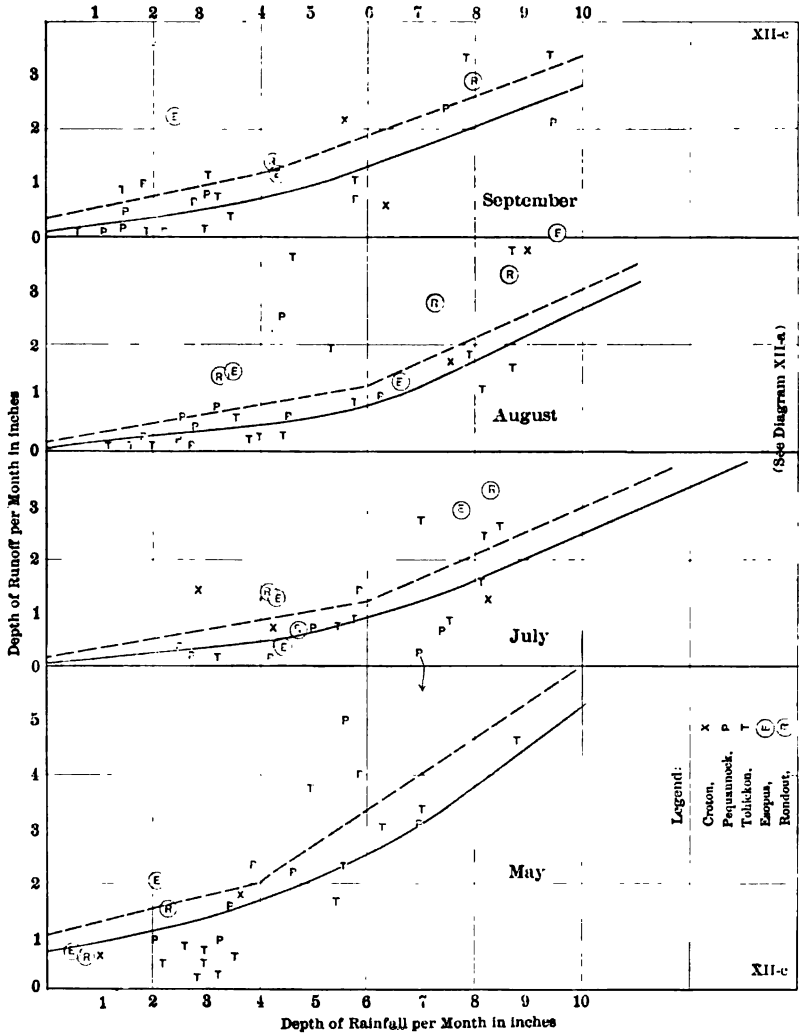 1 2 3 4 5 6 7 8 9 10
XII-c
3
2
1
0
September
3
2
1
0
August
(See Diagram XII-a)
3
2
1
0
July
Depth of Runoff per Month in inches
5
4
3
2
1
0
May
Legend:
X Croton,
P Pequannock.
T Tohickon,
E Esopus,
R Rondout,
XII-c
1 2 3 4 5 6 7 8 9 10
Depth of Rainfall per Month in inches